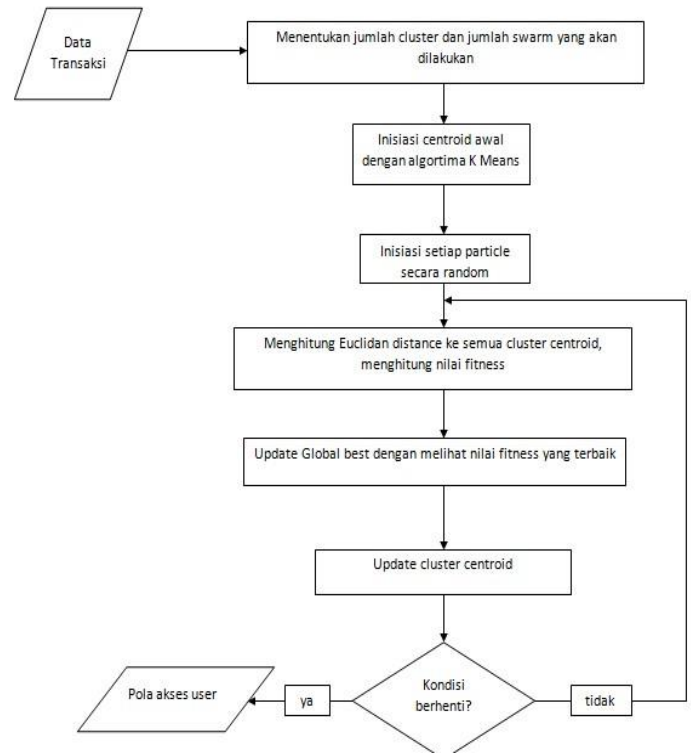 Data
Transaksi
Menentukan jumlah cluster dan jumlah swarm yang akan
dilakukan
Inisiasi centroid awal
dengan algortima K Means
Inisiasi setiap particle
secara random
Menghitung Euclidan distance ke semua cluster centroid,
menghitung nilai fitness
Update Global best dengan melihat nilai fitness yang terbaik
Update cluster centroid
Kondisi
berhenti?
ya
tidak
Pola akses user